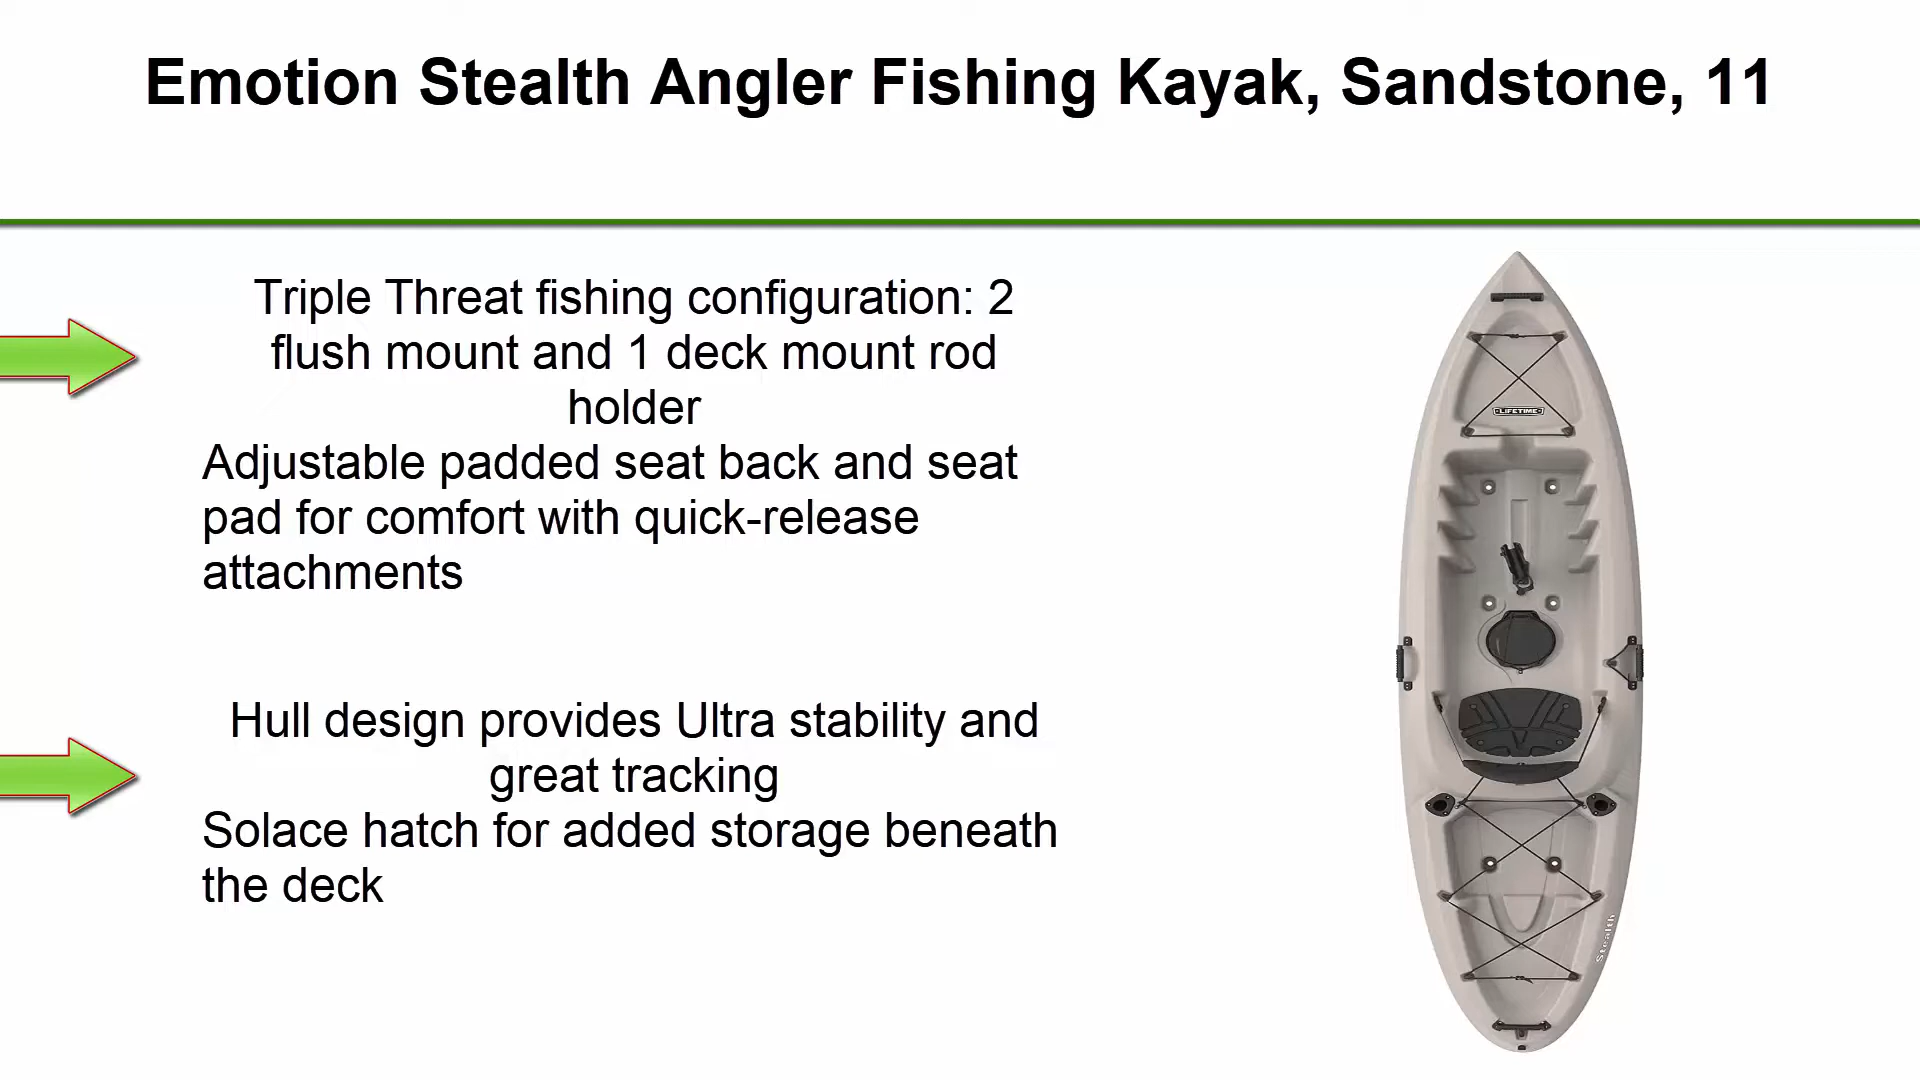 Emotion Stealth Angler Fishing Kayak, Sandstone, 11
Triple Threat fishing configuration: 2
flush mount and 1 deck mount rod
holder
Adjustable padded seat back and seat
pad for comfort with quick-release
attachments
Hull design provides Ultra stability and
great tracking
Solace hatch for added storage beneath
the deck
LIFETIME
Stealth